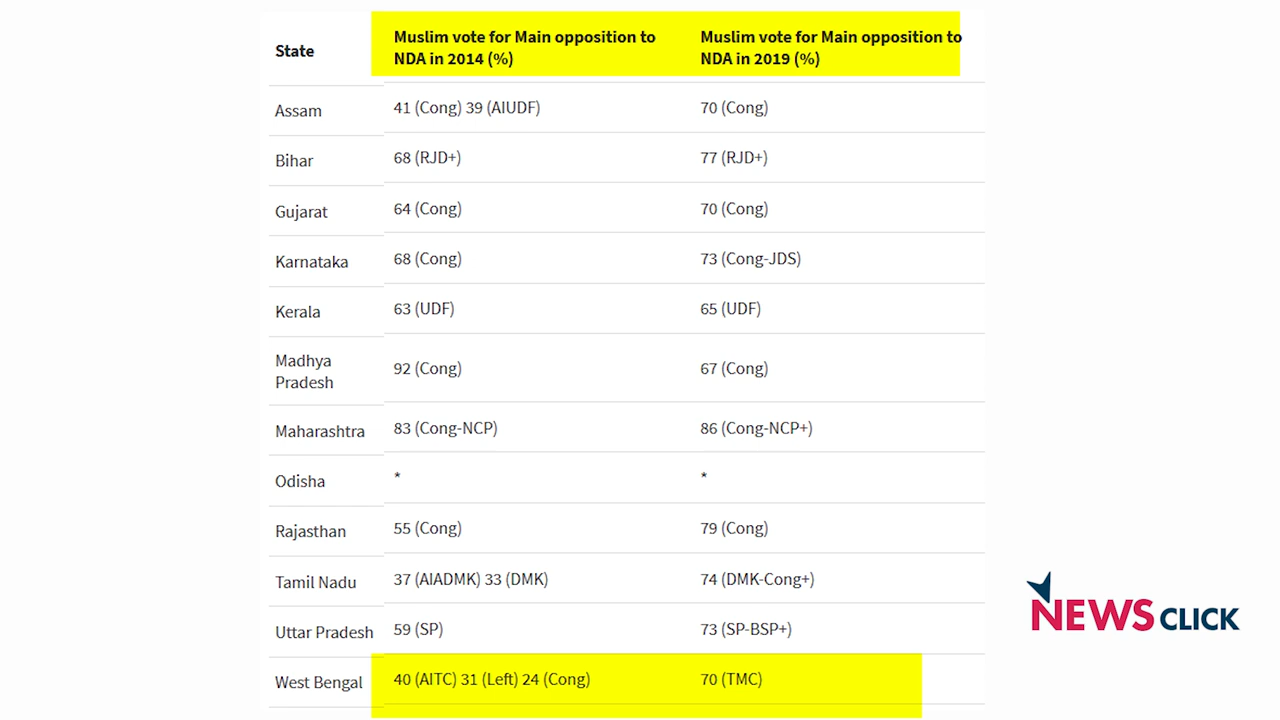 State Muslim vote for Main opposition to NDA in 2014 (%) Muslim vote for Main opposition to NDA in 2019 (%)
Assam 41 (Cong) 39 (AIUDF) 70 (Cong)
Bihar 68 (RJD+) 77 (RJD+)
Gujarat 64 (Cong) 70 (Cong)
Karnataka 68 (Cong) 73 (Cong-JDS)
Kerala 63 (UDF) 65 (UDF)
Madhya Pradesh 92 (Cong) 67 (Cong)
Maharashtra 83 (Cong-NCP) 86 (Cong-NCP+)
Odisha * *
Rajasthan 55 (Cong) 79 (Cong)
Tamil Nadu 37 (AIADMK) 33 (DMK) 74 (DMK-Cong+)
Uttar Pradesh 59 (SP) 73 (SP-BSP+)
West Bengal 40 (AITC) 31 (Left) 24 (Cong) 70 (TMC)
NEWSCLICK